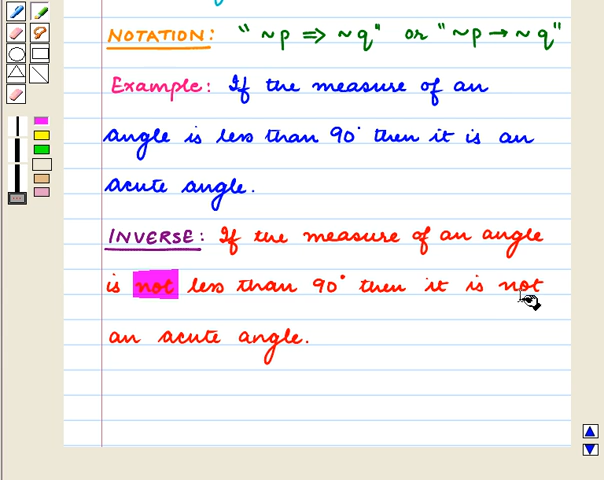 NOTATION: "~p => ~q" or "~p → ~q"
Example: If the measure of an
angle is less than 90° then it is an
acute angle.
INVERSE: If the measure of an angle
is not less than 90° then it is not
an acute angle.